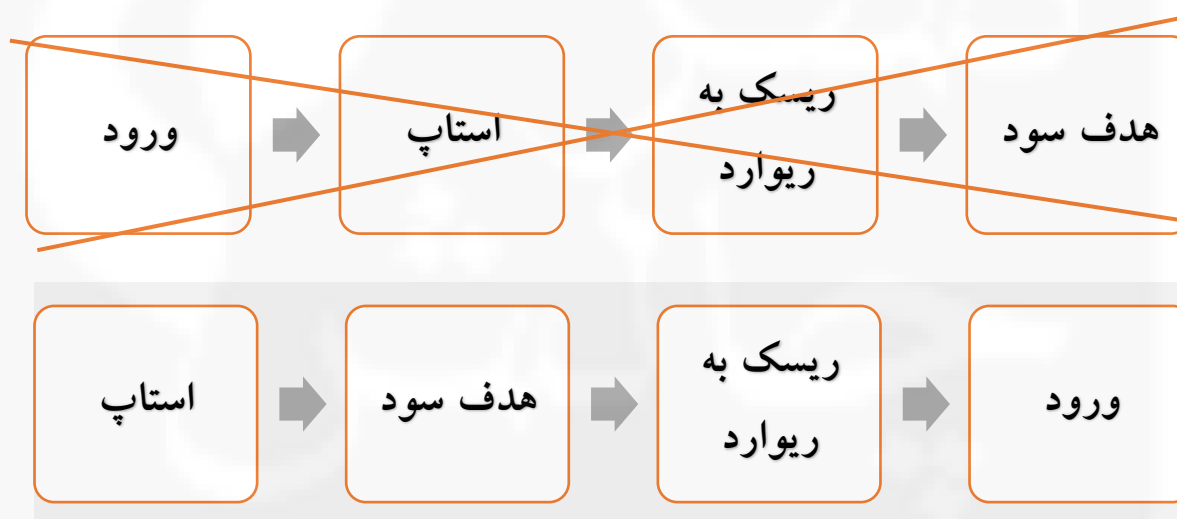 ورود
استاپ
ریسک به
ریوارد
هدف سود
استاپ
هدف سود
ریسک به
ریوارد
ورود